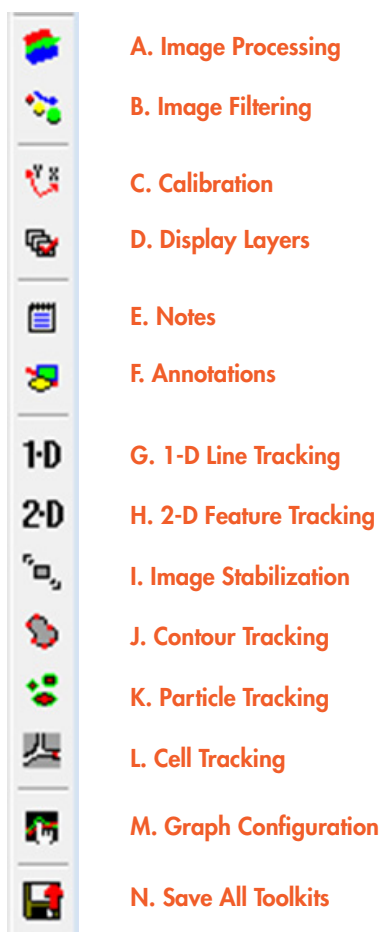 A. Image Processing
B. Image Filtering
Y X C. Calibration
D. Display Layers
E. Notes
F. Annotations
1-D G. 1-D Line Tracking
2-D H. 2-D Feature Tracking
I. Image Stabilization
J. Contour Tracking
K. Particle Tracking
L. Cell Tracking
M. Graph Configuration
N. Save All Toolkits